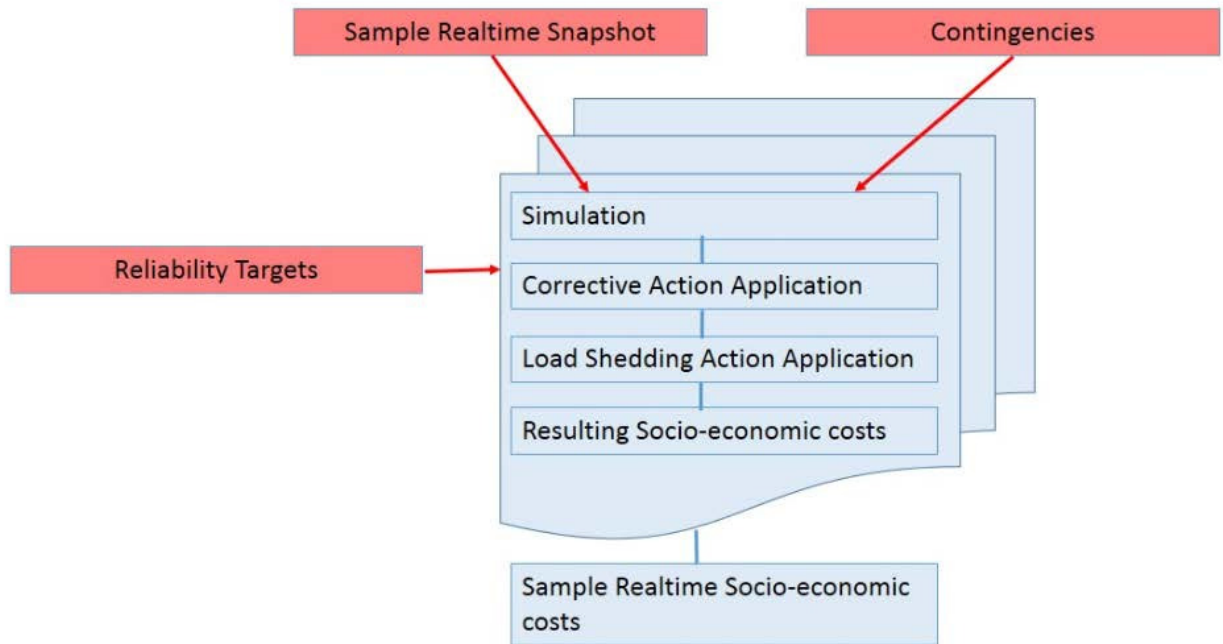 Sample Realtime Snapshot
Contingencies
Simulation
Reliability Targets
Corrective Action Application
Load Shedding Action Application
Resulting Socio-economic costs
Sample Realtime Socio-economic
costs